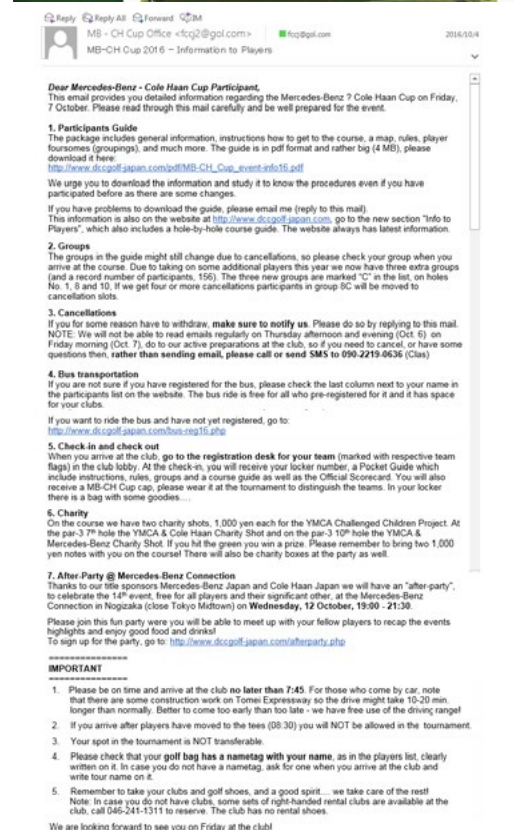 Reply Reply All Forward IM
MB - CH Cup Office <fccj2@gol.com> fccj@gol.com 2016/10/4
MB-CH Cup 2016 - Information to Players
Dear Mercedes-Benz - Cole Haan Cup Participant,
This email provides you detailed information regarding the Mercedes-Benz ? Cole Haan Cup on Friday,
7 October. Please read through this mail carefully and be well prepared for the event.
1. Participants Guide
The package includes general information, instructions how to get to the course, a map, rules, player
foursomes (groupings), and much more. The guide is in pdf format and rather big (4 MB), please
download it here:
http://www.dccgolf-japan.com/pdf/MB-CH_Cup_event-info16.pdf
We urge you to download the information and study it to know the procedures even if you have
participated before as there are some changes.
If you have problems to download the guide, please email me (reply to this mail).
This information is also on the website at http://www.dccgolf-japan.com, go to the new section "Info to
Players", which also includes a hole-by-hole course guide. The website always has latest information.
2. Groups
The groups in the guide might still change due to cancellations, so please check your group when you
arrive at the course. Due to taking on some additional players this year we now have three extra groups
(and a record number of participants, 156). The three new groups are marked "C" in the list, on holes
No. 1, 8 and 10, If we get four or more cancellations participants in group 8C will be moved to
cancellation slots.
3. Cancellations
If you for some reason have to withdraw, make sure to notify us. Please do so by replying to this mail.
NOTE: We will not be able to read emails regularly on Thursday afternoon and evening (Oct. 6) on
Friday morning (Oct. 7), do to our active preparations at the club, so if you need to cancel, or have some
questions then, rather than sending email, please call or send SMS to 090-2219-0636 (Clas)
4. Bus transportation
If you are not sure if you have registered for the bus, please check the last column next to your name in
the participants list on the website. The bus ride is free for all who pre-registered for it and it has space
for your clubs.
If you want to ride the bus and have not yet registered, go to:
http://www.dccgolf-japan.com/bus-reg16.php
5. Check-in and check out
When you arrive at the club, go to the registration desk for your team (marked with respective team
flags) in the club lobby. At the check-in, you will receive your locker number, a Pocket Guide which
include instructions, rules, groups and a course guide as well as the Official Scorecard. You will also
receive a MB-CH Cup cap, please wear it at the tournament to distinguish the teams. In your locker
there is a bag with some goodies....
6. Charity
On the course we have two charity shots, 1,000 yen each for the YMCA Challenged Children Project. At
the par-3 7th hole the YMCA & Cole Haan Charity Shot and on the par-3 10th hole the YMCA &
Mercedes-Benz Charity Shot. If you hit the green you win a prize. Please remember to bring two 1,000
yen notes with you on the course! There will also be charity boxes at the party as well.
7. After-Party @ Mercedes-Benz Connection
Thanks to our title sponsors Mercedes-Benz Japan and Cole Haan Japan we will have an "after-party",
to celebrate the 14th event, free for all players and their significant other, at the Mercedes-Benz
Connection in Nogizaka (close Tokyo Midtown) on Wednesday, 12 October, 19:00 - 21:30.
Please join this fun party were you will be able to meet up with your fellow players to recap the events
highlights and enjoy good food and drinks!
To sign up for the party, go to: http://www.dccgolf-japan.com/afterparty.php
===============
IMPORTANT
===============
1. Please be on time and arrive at the club no later than 7:45. For those who come by car, note
that there are some construction work on Tomei Expressway so the drive might take 10-20 min.
longer than normally. Better to come too early than too late - we have free use of the driving range!
2. If you arrive after players have moved to the tees (08:30) you will NOT be allowed in the tournament.
3. Your spot in the tournament is NOT transferable.
4. Please check that your golf bag has a nametag with your name, as in the players list, clearly
written on it. In case you do not have a nametag, ask for one when you arrive at the club and
write tour name on it.
5. Remember to take your clubs and golf shoes, and a good spirit.... we take care of the rest!
Note: In case you do not have clubs, some sets of right-handed rental clubs are available at the
club, call 046-241-1311 to reserve. The club has no rental shoes.
We are looking forward to see you on Friday at the club!